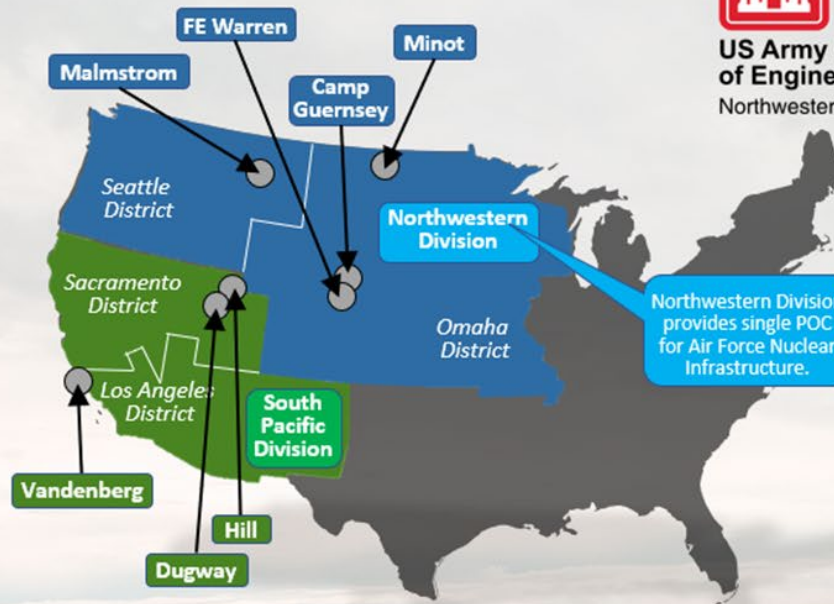 US Army
of Engine
Northwester
FE Warren
Minot
Malmstrom
Camp
Guernsey
Seattle
District
Northwestern
Division
Sacramento
District
Northwestern Division
provides single POC
for Air Force Nuclear
Infrastructure.
Omaha
District
Los Angeles
District
South
Pacific
Division
Vandenberg
Hill
Dugway